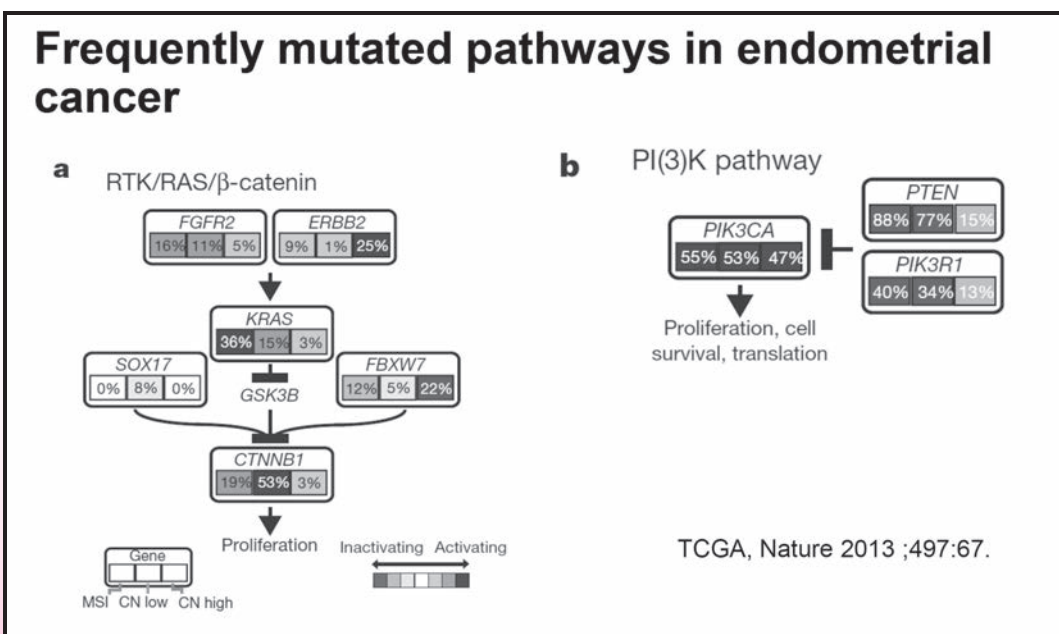 Frequently mutated pathways in endometrial
cancer
a
RTK/RAS/β-catenin
FGFR2
16% 11% 5%
ERBB2
9% 1% 25%
KRAS
36% 15% 3%
SOX17
0% 8% 0%
FBXW7
12% 5% 22%
GSK3B
CTNNB1
19% 53% 3%
Proliferation
Gene
MSI CN low CN high
Inactivating Activating
b
PI(3)K pathway
PIK3CA
55% 53% 47%
PTEN
88% 77% 15%
PIK3R1
40% 34% 13%
Proliferation, cell
survival, translation
TCGA, Nature 2013 ;497:67.